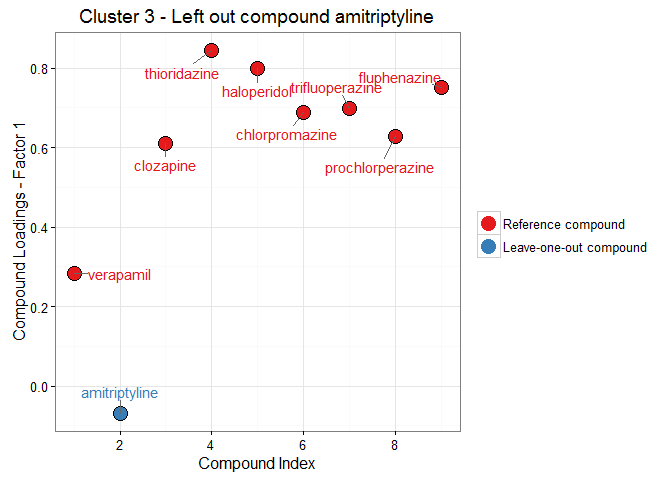 Cluster 3 - Left out compound amitriptyline
Compound Loadings - Factor 1
0.8
0.6
0.4
0.2
0.0
thioridazine
haloperidol
trifluoperazine
fluphenazine
chlorpromazine
clozapine
prochlorperazine
verapamil
amitriptyline
2
4
6
8
Compound Index
Reference compound
Leave-one-out compound